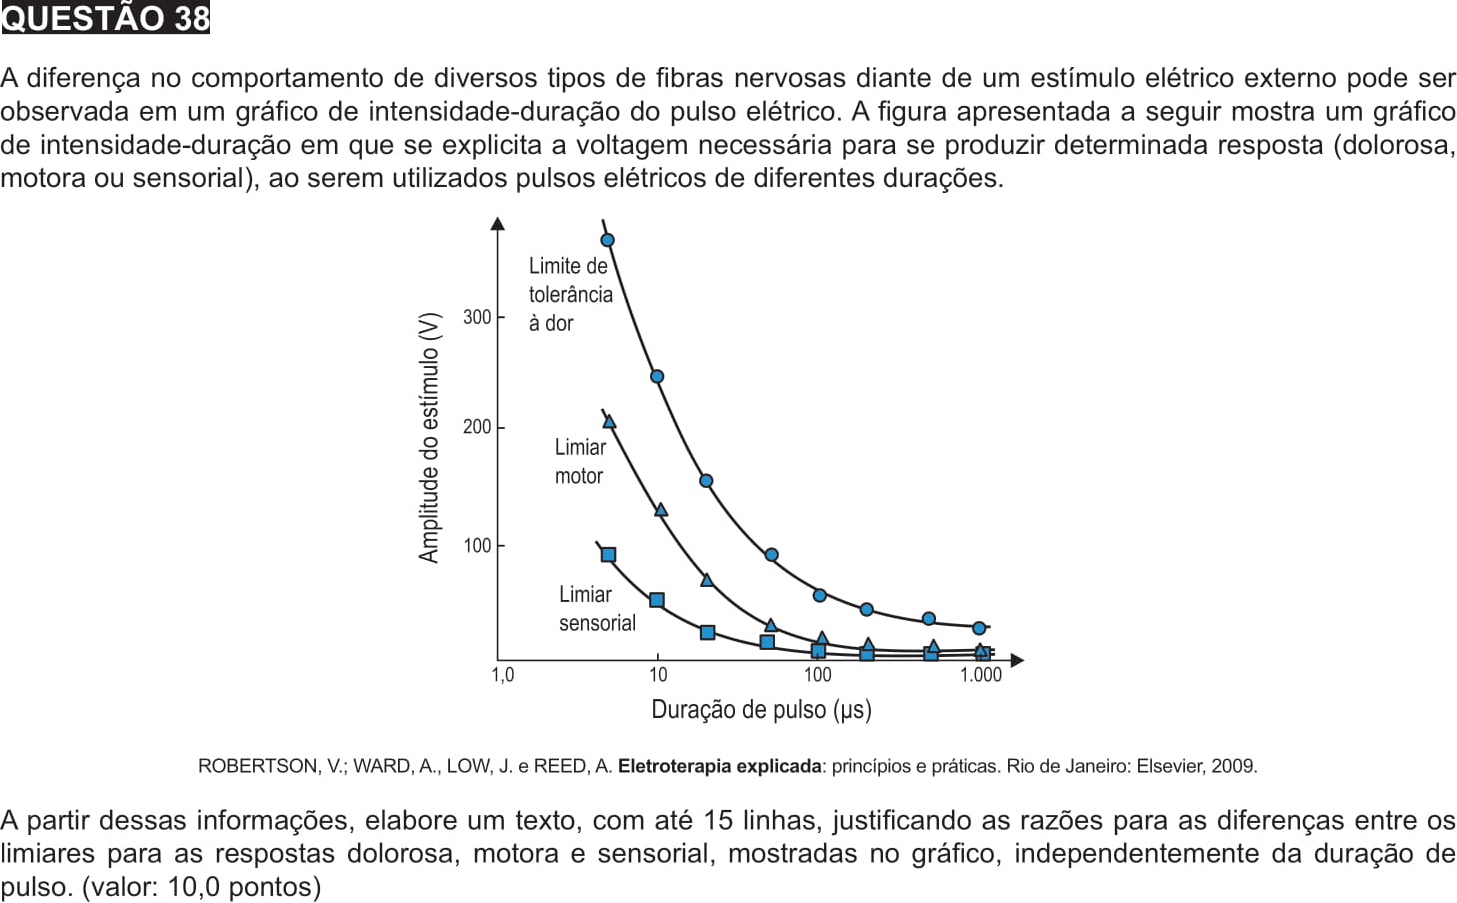 QUESTÃO 38
A diferença no comportamento de diversos tipos de fibras nervosas diante de um estímulo elétrico externo pode ser
observada em um gráfico de intensidade-duração do pulso elétrico. A figura apresentada a seguir mostra um gráfico
de intensidade-duração em que se explicita a voltagem necessária para se produzir determinada resposta (dolorosa,
motora ou sensorial), ao serem utilizados pulsos elétricos de diferentes durações.
Limite de
tolerância
à dor
300
200
Limiar
motor
Amplitude do estímulo (V)
100
Limiar
sensorial
1,0
10
100
1.000
Duração de pulso (µs)
ROBERTSON, V.; WARD, A., LOW, J. e REED, A. Eletroterapia explicada: princípios e práticas. Rio de Janeiro: Elsevier, 2009.
A partir dessas informações, elabore um texto, com até 15 linhas, justificando as razões para as diferenças entre os
limiares para as respostas dolorosa, motora e sensorial, mostradas no gráfico, independentemente da duração de
pulso. (valor: 10,0 pontos)